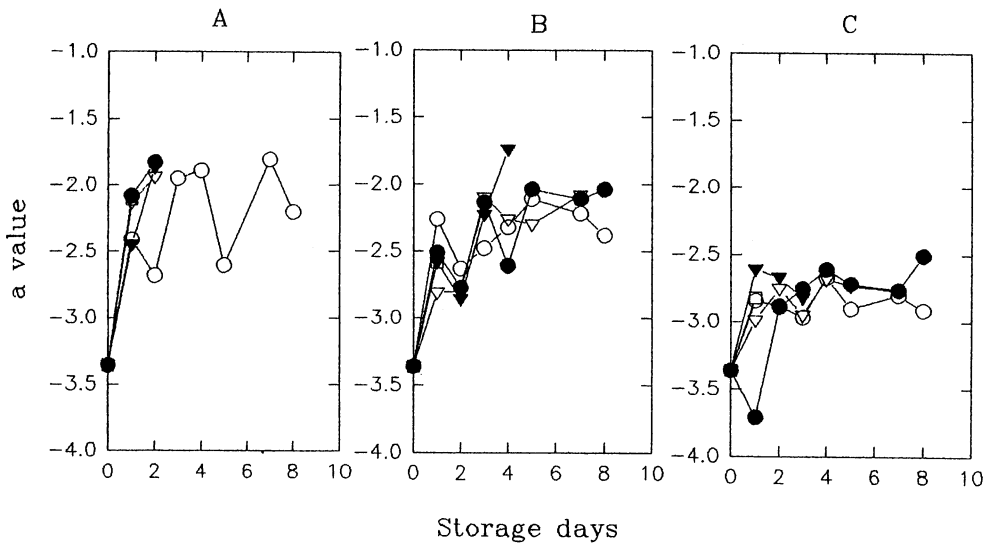 A B C
−1.0 −1.0 −1.0
−1.5 −1.5 −1.5
−2.0 −2.0 −2.0
−2.5 −2.5 −2.5
−3.0 −3.0 −3.0
−3.5 −3.5 −3.5
−4.0 −4.0 −4.0
0 2 4 6 8 10 0 2 4 6 8 10 0 2 4 6 8 10
a value
Storage days